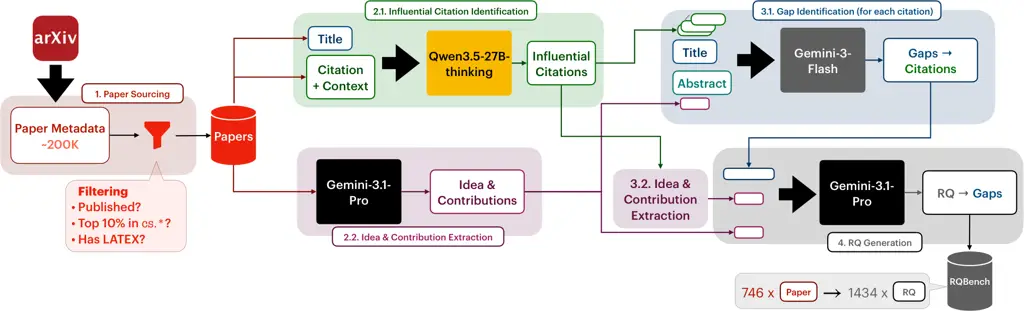 arXiv
1. Paper Sourcing
Paper Metadata
~200K
Filtering
• Published?
• Top 10% in cs.*?
• Has LATEX?
Papers
2.1. Influential Citation Identification
Title
Citation
+ Context
Qwen3.5-27B-
thinking
Influential
Citations
Gemini-3.1-
Pro
Idea &
Contributions
2.2. Idea & Contribution Extraction
3.1. Gap Identification (for each citation)
Title
Abstract
Gemini-3-
Flash
Gaps →
Citations
3.2. Idea &
Contribution
Extraction
Gemini-3.1-
Pro
RQ → Gaps
4. RQ Generation
RQBench
746 x Paper → 1434 x RQ